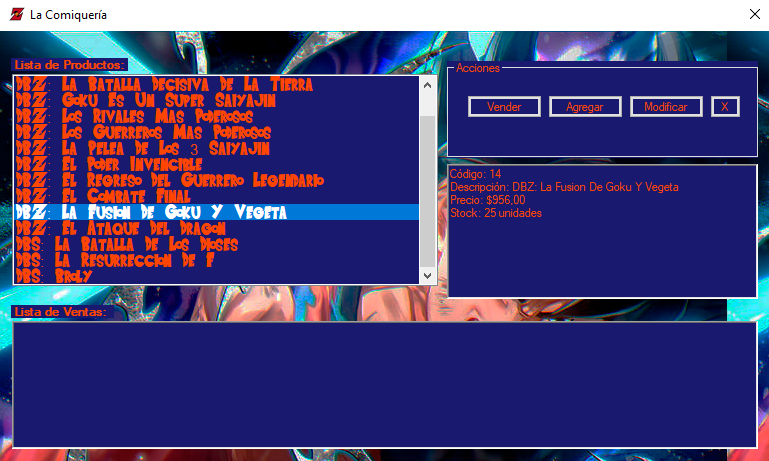 La Comiquería
Lista de Productos:
DBZ: La Batalla Decisiva De La Tierra
DBZ: Goku Es Un Super Saiyajin
DBZ: Los Rivales Mas Poderosos
DBZ: Los Guerreros Mas Poderosos
DBZ: La Pelea De Los 3 Saiyajin
DBZ: El Poder Invencible
DBZ: El Regreso Del Guerrero Legendario
DBZ: El Combate Final
DBZ: La Fusion De Goku Y Vegeta
DBZ: El Ataque Del Dragon
DBS: La Batalla De Los Dioses
DBS: La Resurreccion De F
DBS: Broly
Acciones
Vender Agregar Modificar X
Código: 14
Descripción: DBZ: La Fusion De Goku Y Vegeta
Precio: $956,00
Stock: 25 unidades
Lista de Ventas: